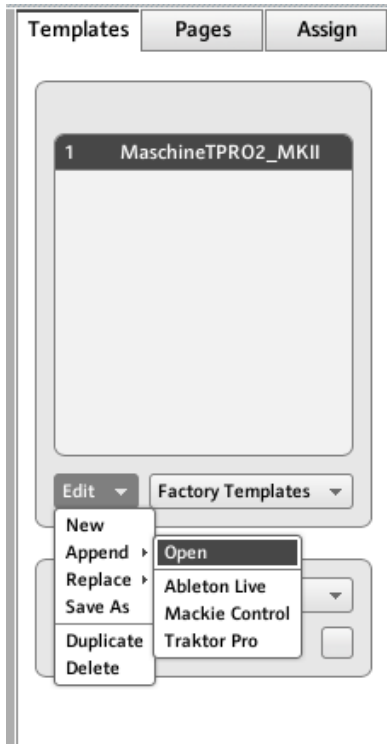 Templates Pages Assign
1 MaschineTPRO2_MKII
Edit Factory Templates
New
Append Open
Replace Ableton Live
Save As Mackie Control
Duplicate Traktor Pro
Delete